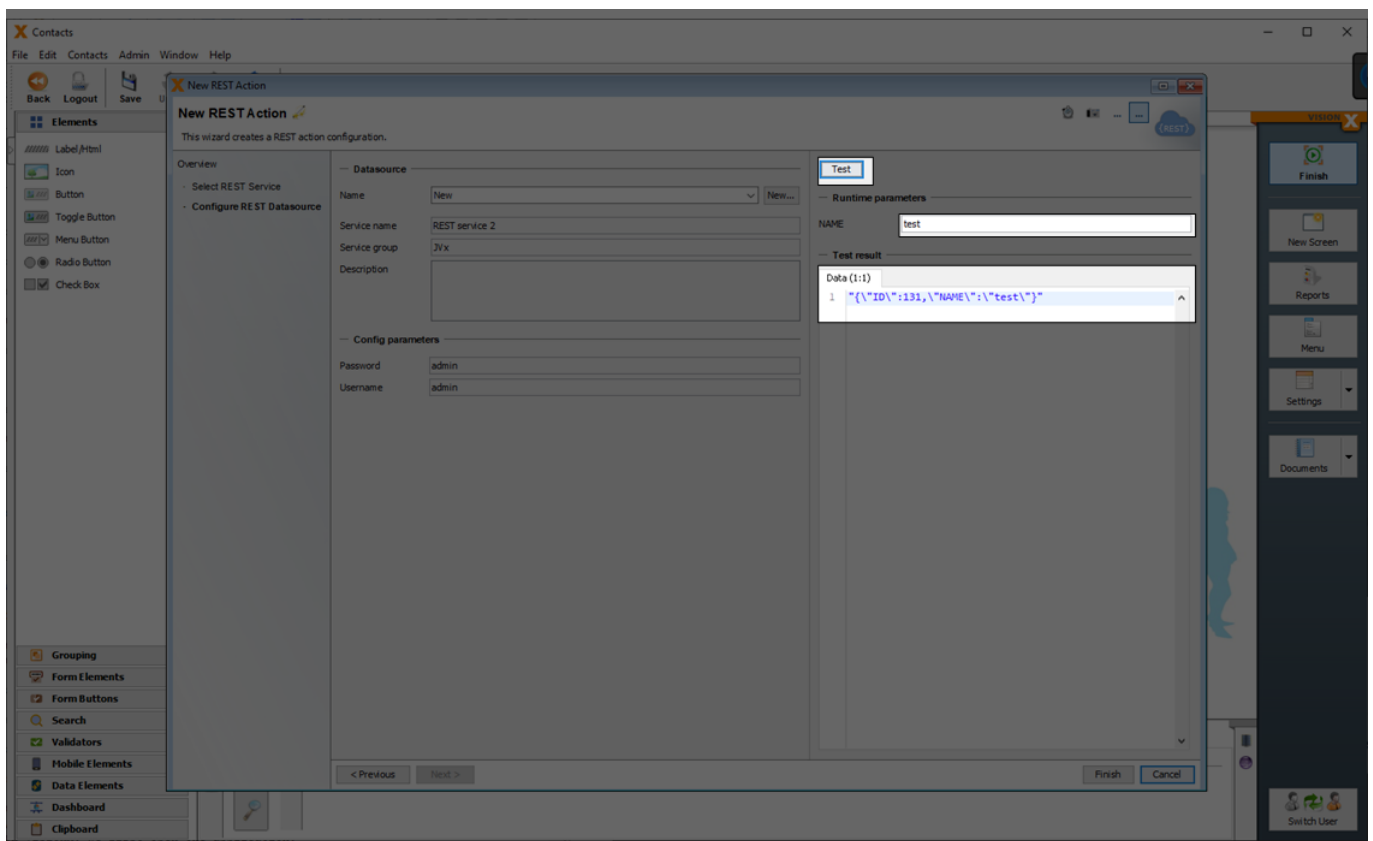 Contacts
File Edit Contacts Admin Window Help
Back Logout Save
New REST Action
New REST Action
This wizard creates a REST action configuration.
{REST}
VISION X
Elements
Label/Html
Icon
Button
Toggle Button
Menu Button
Radio Button
Check Box
Overview
- Select REST Service
- Configure REST Datasource
Datasource
Name New New...
Service name REST service 2
Service group JVx
Description
Config parameters
Password admin
Username admin
Test
Runtime parameters
NAME test
Test result
Data (1:1)
1 "{\"ID\":131,\"NAME\":\"test\"}"
Finish
New Screen
Reports
Menu
Settings
Documents
Grouping
Form Elements
Form Buttons
Search
Validators
Mobile Elements
Data Elements
Dashboard
Clipboard
< Previous Next > Finish Cancel
Switch User